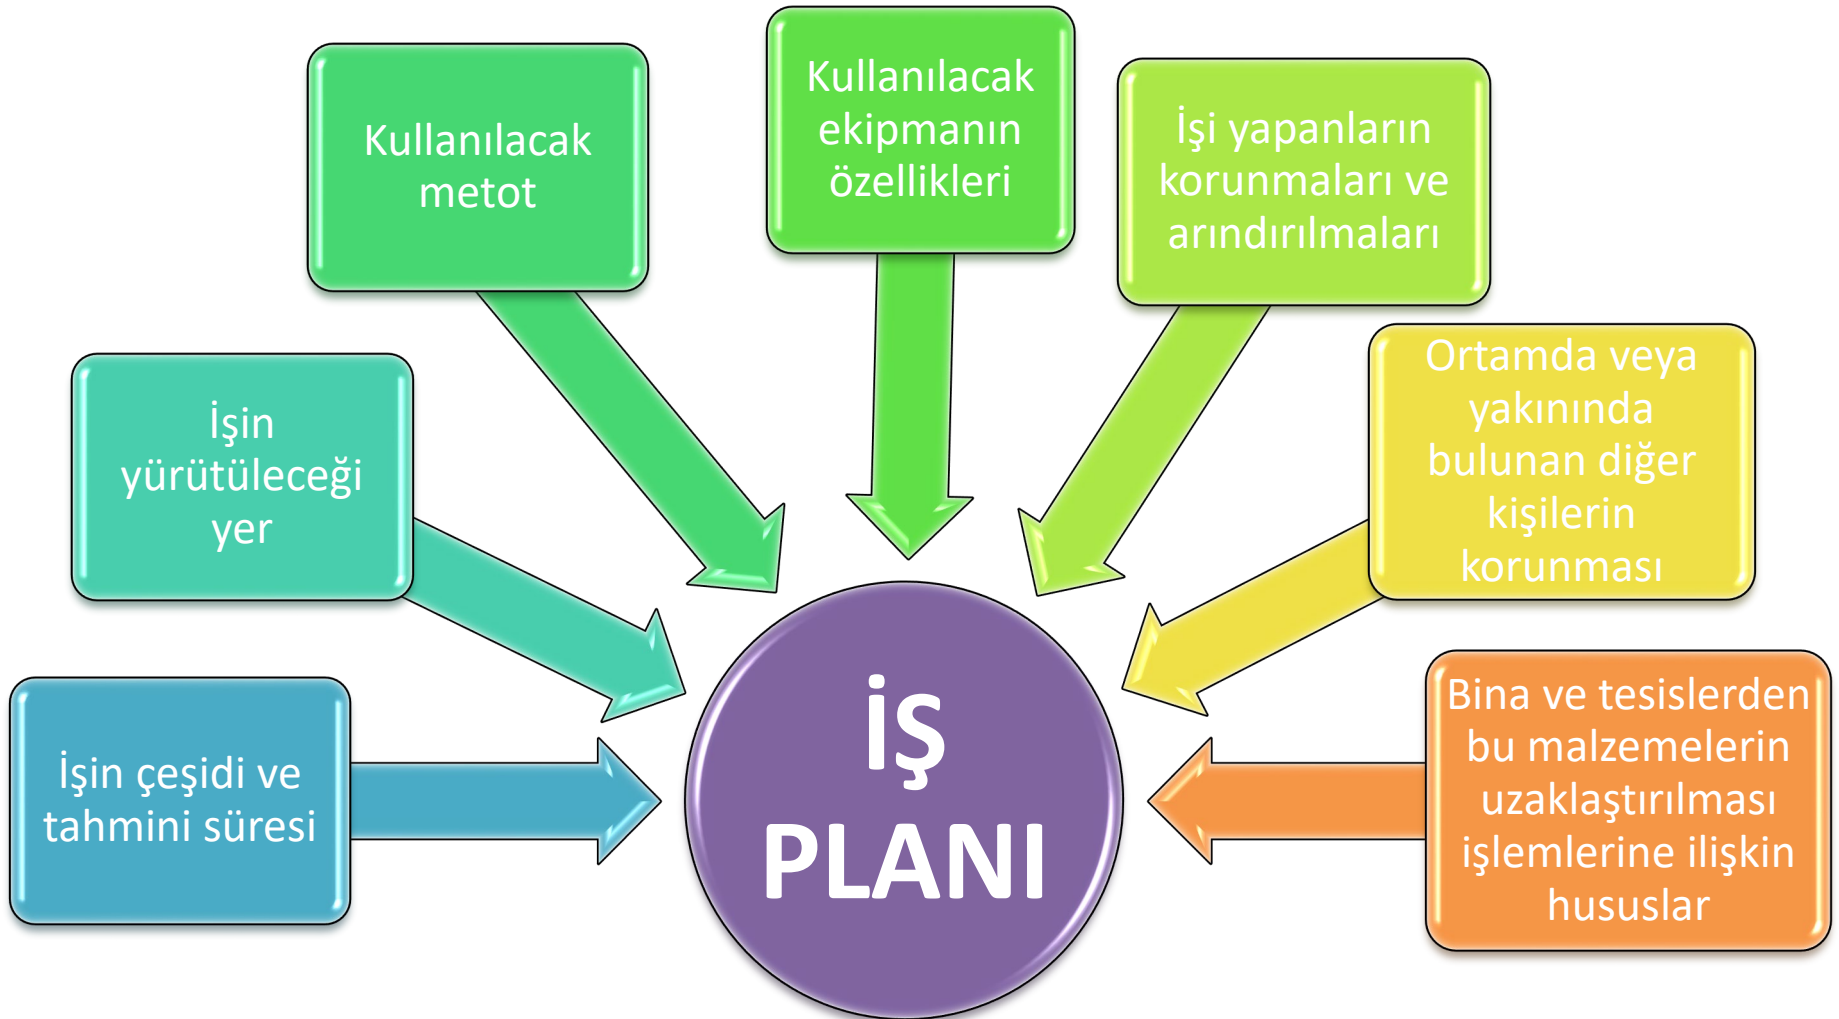 İşin çeşidi ve
tahmini süresi
İşin
yürütüleceği
yer
Kullanılacak
metot
Kullanılacak
ekipmanın
özellikleri
İşi yapanların
korunmaları ve
arındırılmaları
Ortamda veya
yakınında
bulunan diğer
kişilerin
korunması
Bina ve tesislerden
bu malzemelerin
uzaklaştırılması
işlemlerine ilişkin
hususlar
İŞ
PLANI